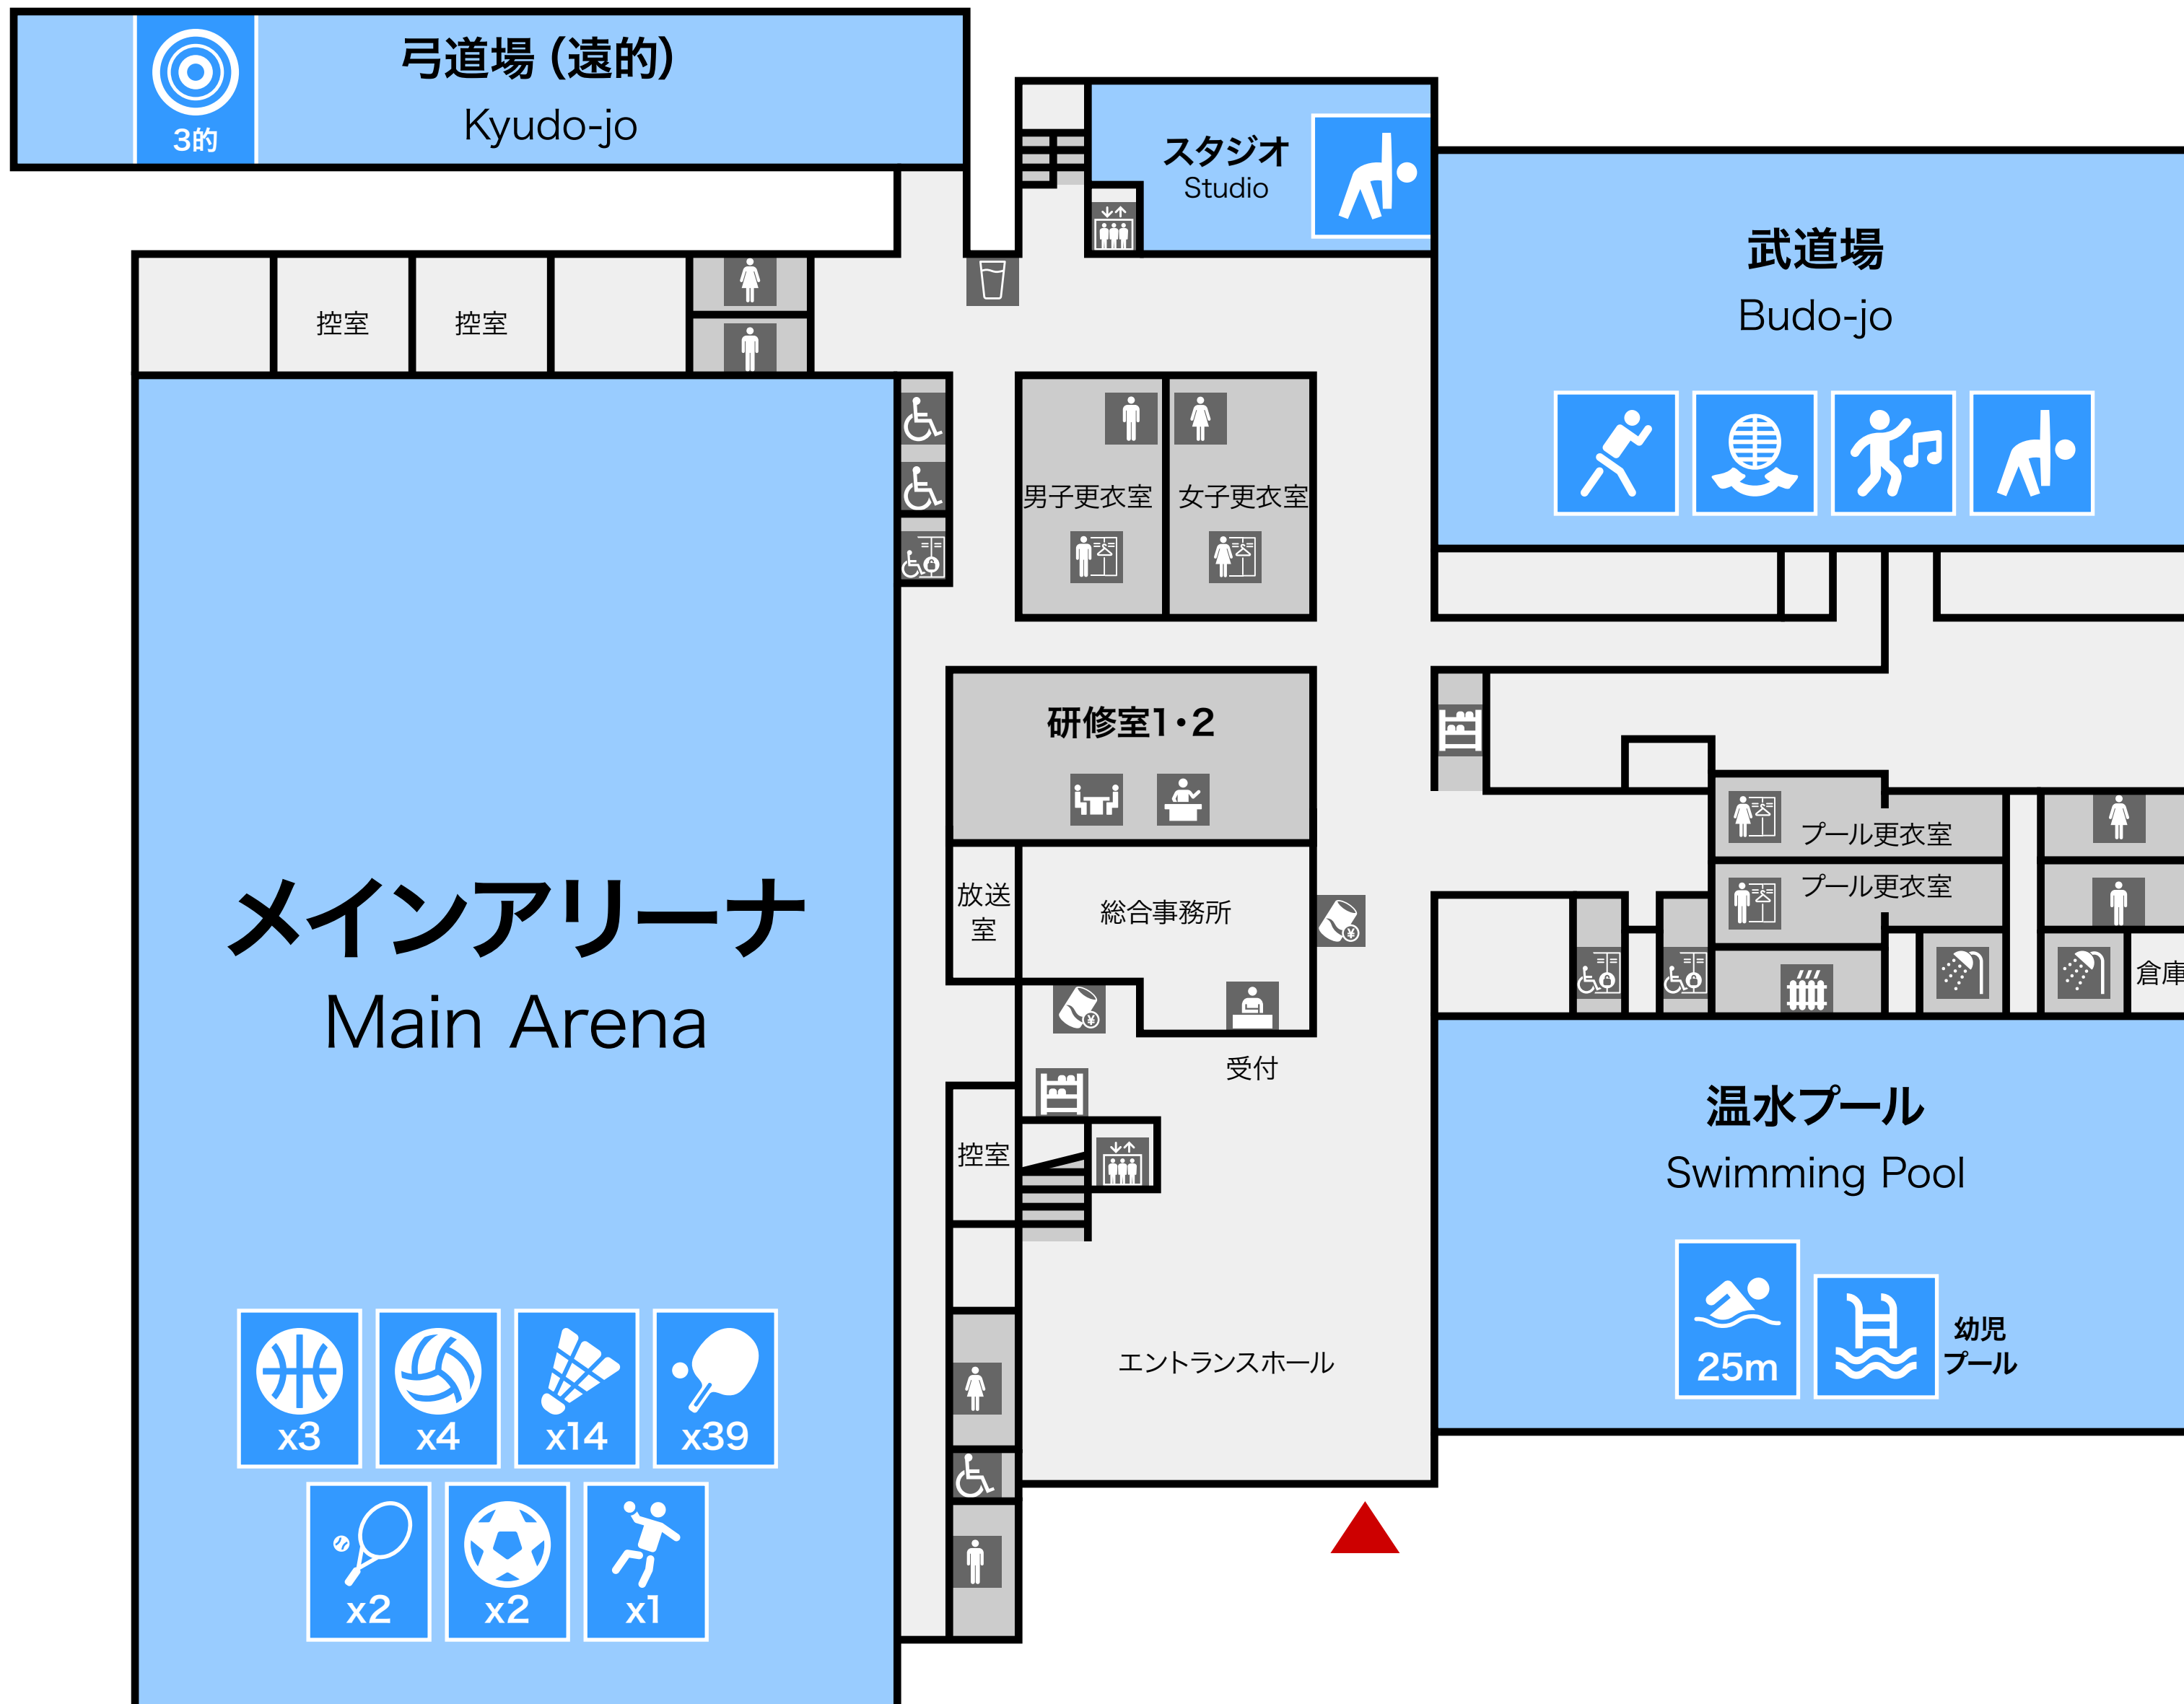 弓道場（遠的）
Kyudo-jo
3的
スタジオ
Studio
武道場
Budo-jo
控室
控室
男子更衣室
女子更衣室
研修室1・2
放送
室
総合事務所
受付
プール更衣室
プール更衣室
倉庫
メインアリーナ
Main Arena
控室
エントランスホール
温水プール
Swimming Pool
25m
幼児
プール
x3
x4
x14
x39
x2
x2
x1
¥
¥